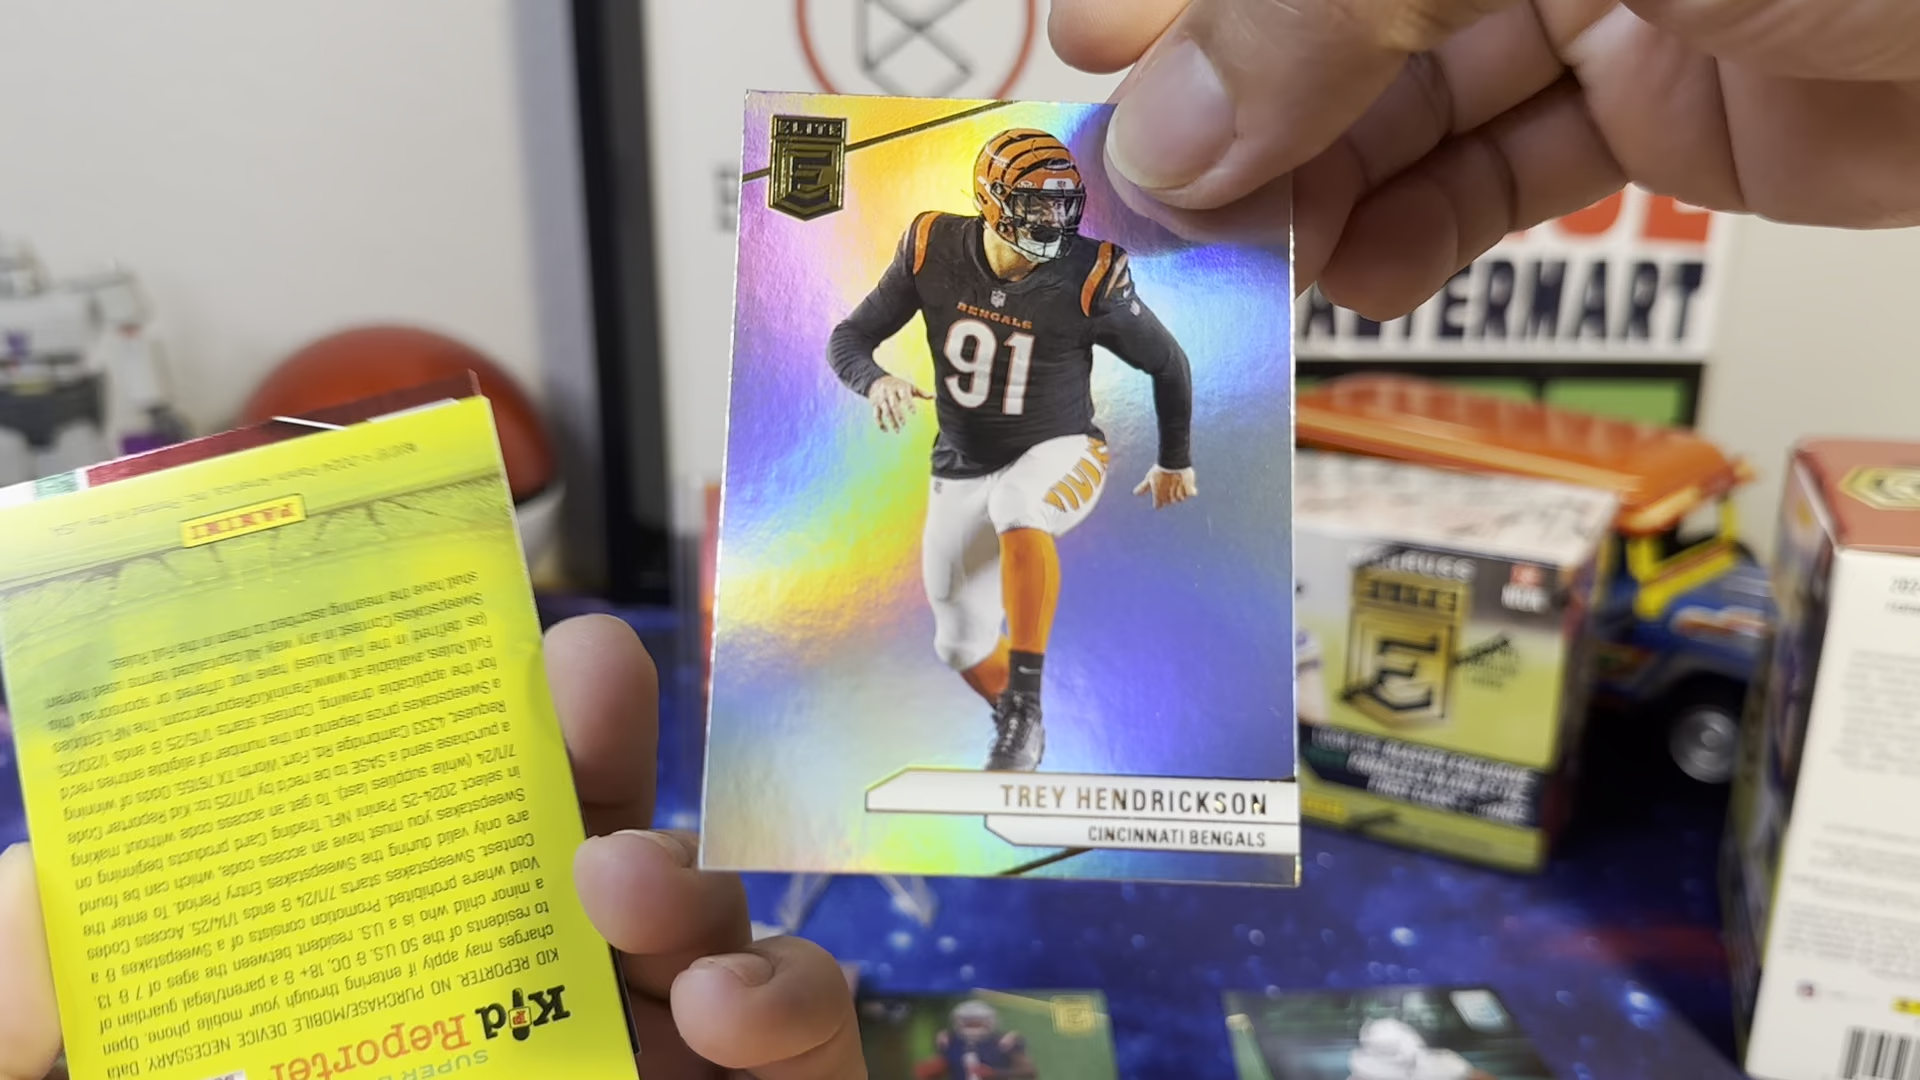 ELITE
E
BENGALS
91
TREY HENDRICKSON
CINCINNATI BENGALS
MASTERMART
ELITE
E
SUPER
Kid Reporter
KID REPORTER. NO PURCHASE/MOBILE DEVICE NECESSARY. Data
charges may apply if entering through your mobile phone. Open
to residents of the 50 U.S. & DC, 18+ & a parent/legal guardian of
a minor child who is a U.S. resident between the ages of 7 & 13.
Void where prohibited. Promotion consists of a Sweepstakes & a
Contest. Sweepstakes starts 7/1/24 & ends 1/14/25. Access Codes
are only valid during the Sweepstakes Entry Period. To enter the
Sweepstakes you must have an access code, which can be found
in select 2024-25 Panini NFL Trading Card products beginning on
7/1/24 (while supplies last). To get an access code without making
a purchase send a SASE to be rec'd by 1/7/25 to: Kid Reporter Code
Request, 4333 Cambridge Rd, Fort Worth TX 76155. Odds of winning
a Sweepstakes prize depend on the number of eligible entries rec'd
for the applicable drawing. Contest starts 1/15/25 & ends 1/20/25.
Full Rules, available at www.PaniniKidReporter.com. The NFL Entities
(as defined in the Full Rules) have not offered or sponsored this
Sweepstakes/Contest in any way. All capitalized terms used herein
shall have the meaning ascribed to them in the Full Rules.
PANINI